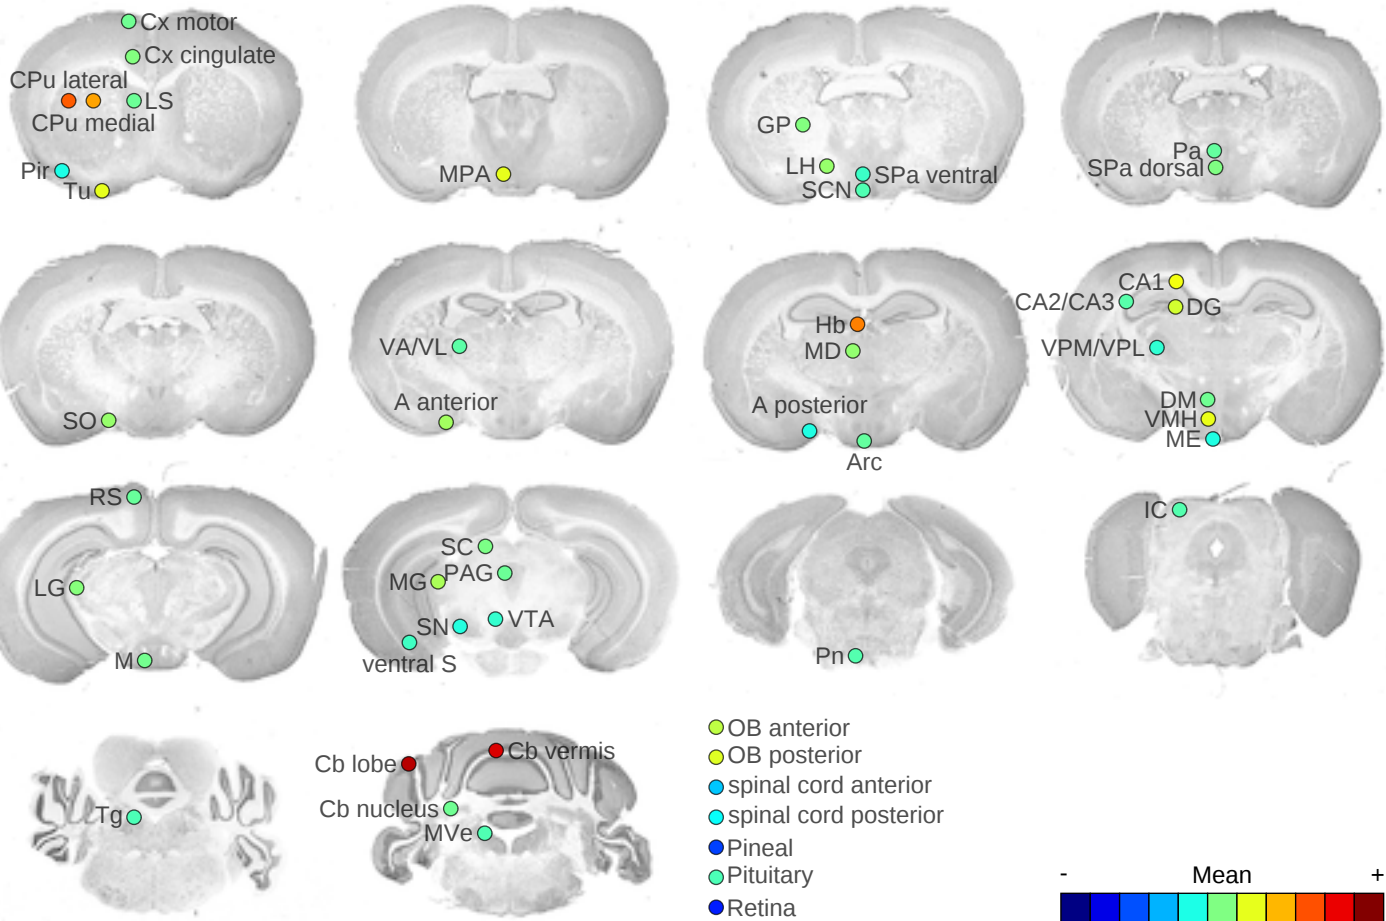 Cx motor
Cx cingulate
CPu lateral
LS
CPu medial
Pir
Tu
MPA
GP
LH
SPa ventral
SCN
Pa
SPa dorsal
SO
VA/VL
A anterior
Hb
MD
A posterior
Arc
CA1
CA2/CA3
DG
VPM/VPL
DM
VMH
ME
RS
LG
M
SC
PAG
MG
SN
VTA
ventral S
Pn
IC
Tg
Cb lobe
Cb vermis
Cb nucleus
MVe
OB anterior
OB posterior
spinal cord anterior
spinal cord posterior
Pineal
Pituitary
Retina
- Mean +